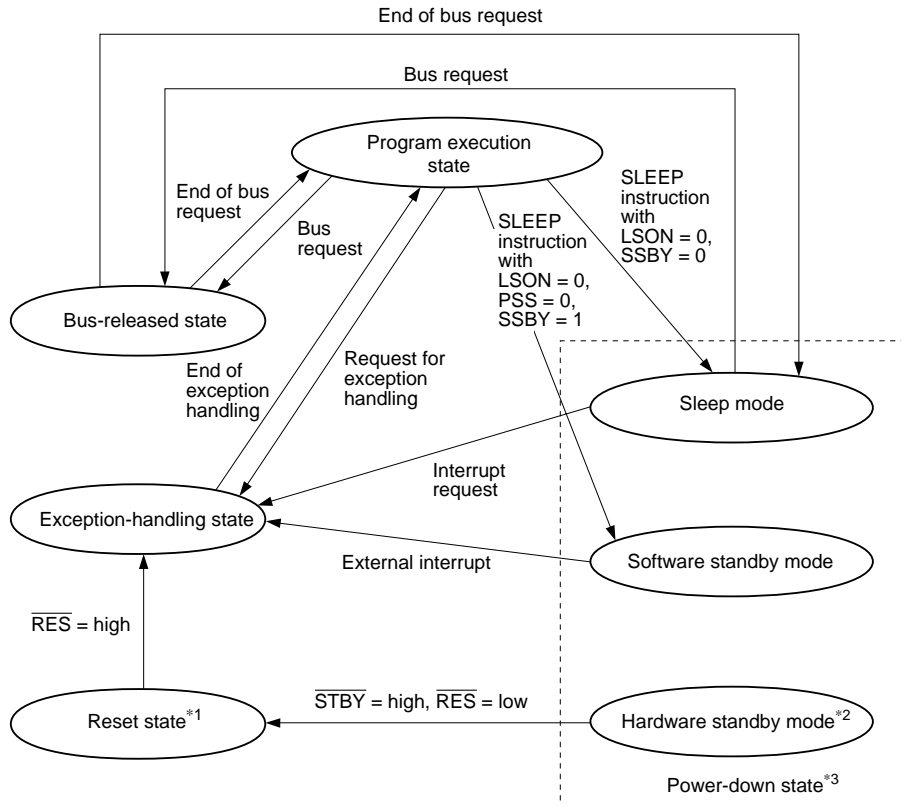 End of bus request
Bus request
Program execution
state
End of bus
request
Bus
request
SLEEP
instruction
with
LSON = 0,
PSS = 0,
SSBY = 1
SLEEP
instruction
with
LSON = 0,
SSBY = 0
Bus-released state
End of
exception
handling
Request for
exception
handling
Sleep mode
Interrupt
request
Exception-handling state
External interrupt
Software standby mode
R̅E̅S̅ = high
Reset state*1
S̅T̅B̅Y̅ = high, R̅E̅S̅ = low
Hardware standby mode*2
Power-down state*3